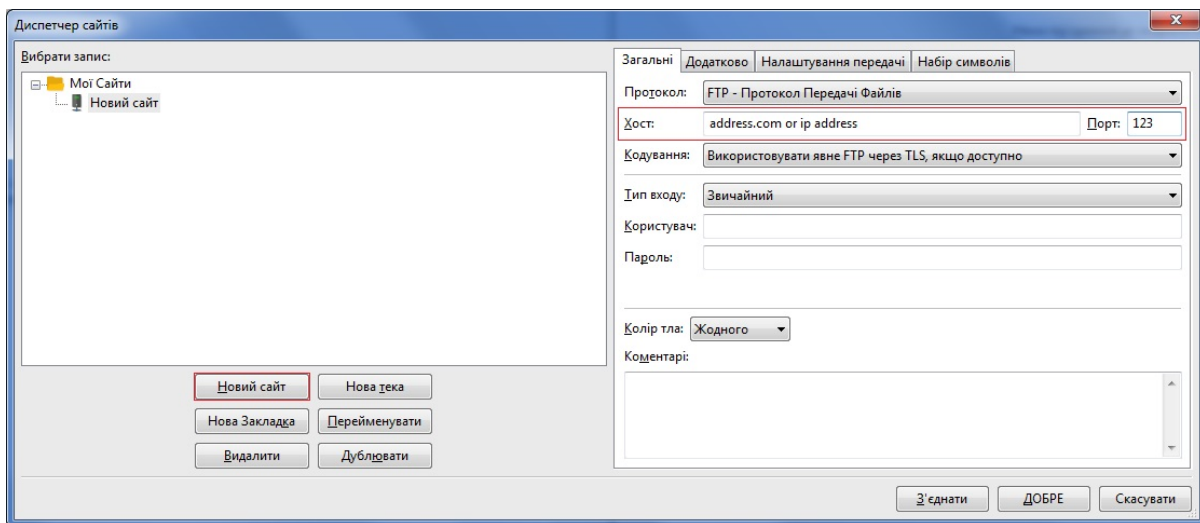 Диспетчер сайтів
Вибрати запис:
Мої Сайти
Новий сайт
Новий сайт Нова тека
Нова Закладка Перейменувати
Видалити Дублювати
Загальні Додатково Налаштування передачі Набір символів
Протокол: FTP - Протокол Передачі Файлів
Хост: address.com or ip address Порт: 123
Кодування: Використовувати явне FTP через TLS, якщо доступно
Тип входу: Звичайний
Користувач:
Пароль:
Колір тла: Жодного
Коментарі:
З'єднати ДОБРЕ Скасувати